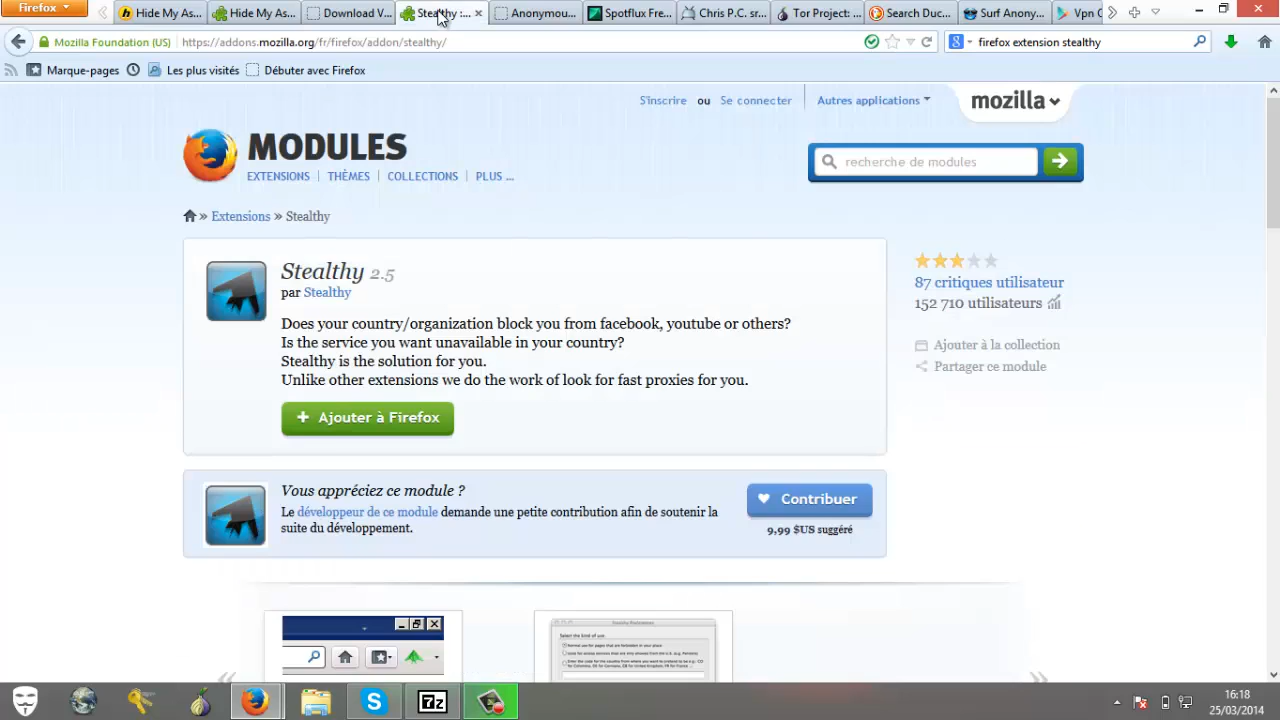 Firefox
Hide My As...
Hide My As...
Download V...
Stealthy :...
Anonymou...
Spotflux Fre...
Chris P.C. sr...
Tor Project: ...
Search Duc...
Surf Anony...
Vpn
Mozilla Foundation (US)
https://addons.mozilla.org/fr/firefox/addon/stealthy/
firefox extension stealthy
Marque-pages
Les plus visités
Débuter avec Firefox
S'inscrire ou Se connecter
Autres applications
mozilla
MODULES
EXTENSIONS | THÈMES | COLLECTIONS | PLUS ...
recherche de modules
» Extensions » Stealthy
Stealthy 2.5
par Stealthy
Does your country/organization block you from facebook, youtube or others?
Is the service you want unavailable in your country?
Stealthy is the solution for you.
Unlike other extensions we do the work of look for fast proxies for you.
+ Ajouter à Firefox
87 critiques utilisateur
152 710 utilisateurs
Ajouter à la collection
Partager ce module
Vous appréciez ce module ?
Le développeur de ce module demande une petite contribution afin de soutenir la
suite du développement.
Contribuer
9,99 $US suggéré
Select the kind of use:
7z
16:18
25/03/2014